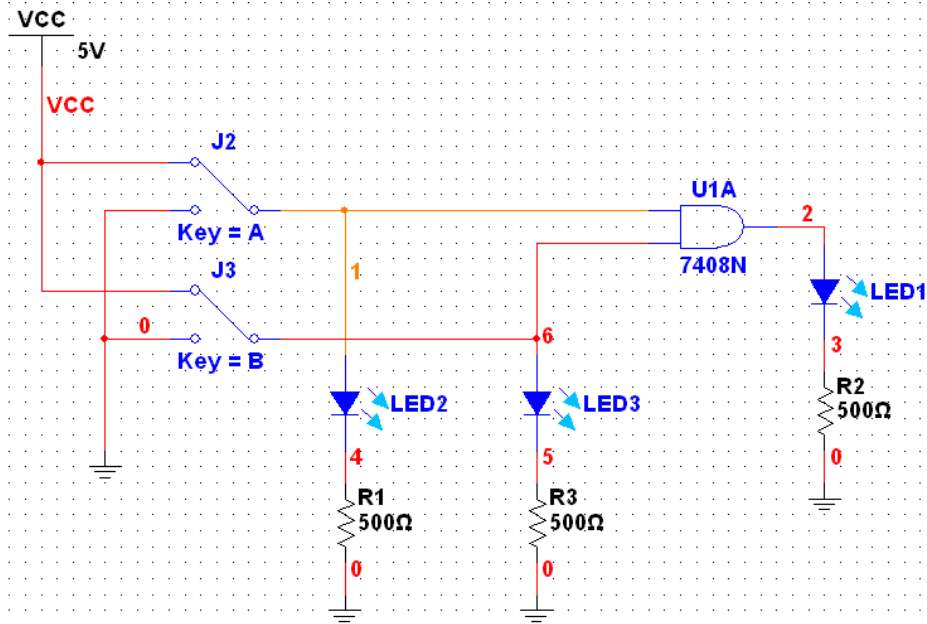 VCC
5V
VCC
J2
Key = A
U1A
2
7408N
J3
1
LED1
0
6
3
Key = B
R2
500Ω
LED2
LED3
4
5
0
R1
500Ω
R3
500Ω
0
0